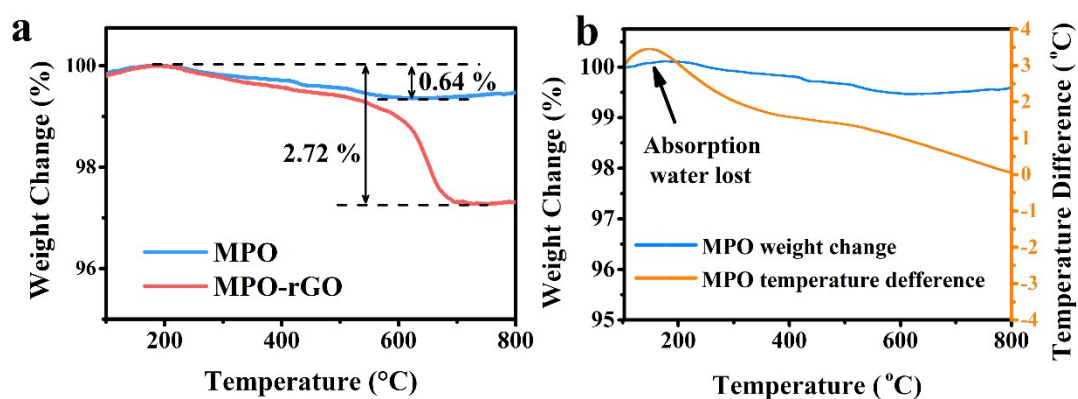 a
Weight Change (%)
100
98
96
0.64 %
2.72 %
MPO
MPO-rGO
200
400
600
800
Temperature (°C)
b
Weight Change (%)
100
99
98
97
96
95
Absorption
water lost
MPO weight change
MPO temperature defference
200
400
600
800
Temperature (°C)
4
3
2
1
0
-1
-2
-3
-4
Temperature Difference (°C)